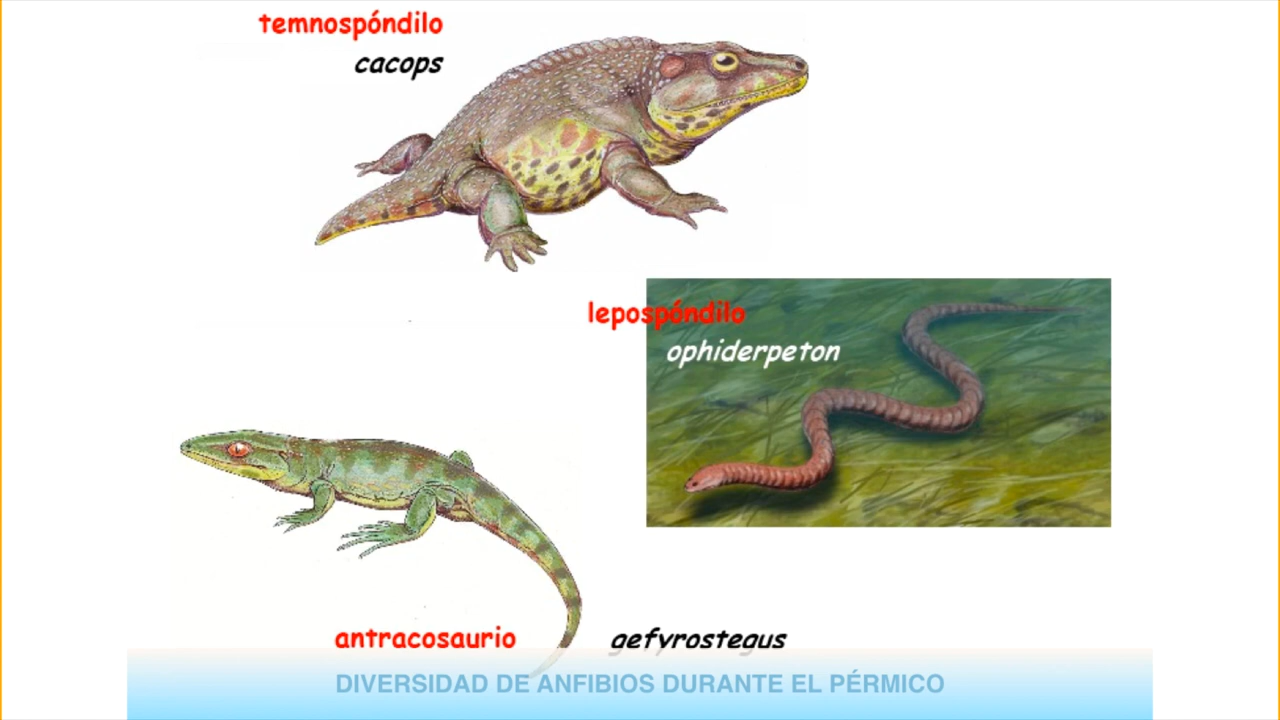 temnospóndilo
cacops
lepospóndilo
ophiderpeton
antracosaurio
gefyrostegus
DIVERSIDAD DE ANFIBIOS DURANTE EL PÉRMICO